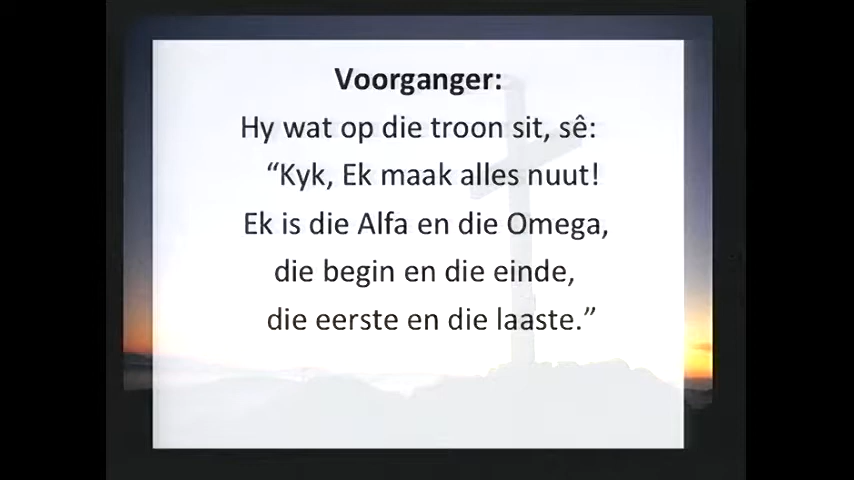 Voorganger:
Hy wat op die troon sit, sê:
“Kyk, Ek maak alles nuut!
Ek is die Alfa en die Omega,
die begin en die einde,
die eerste en die laaste.”